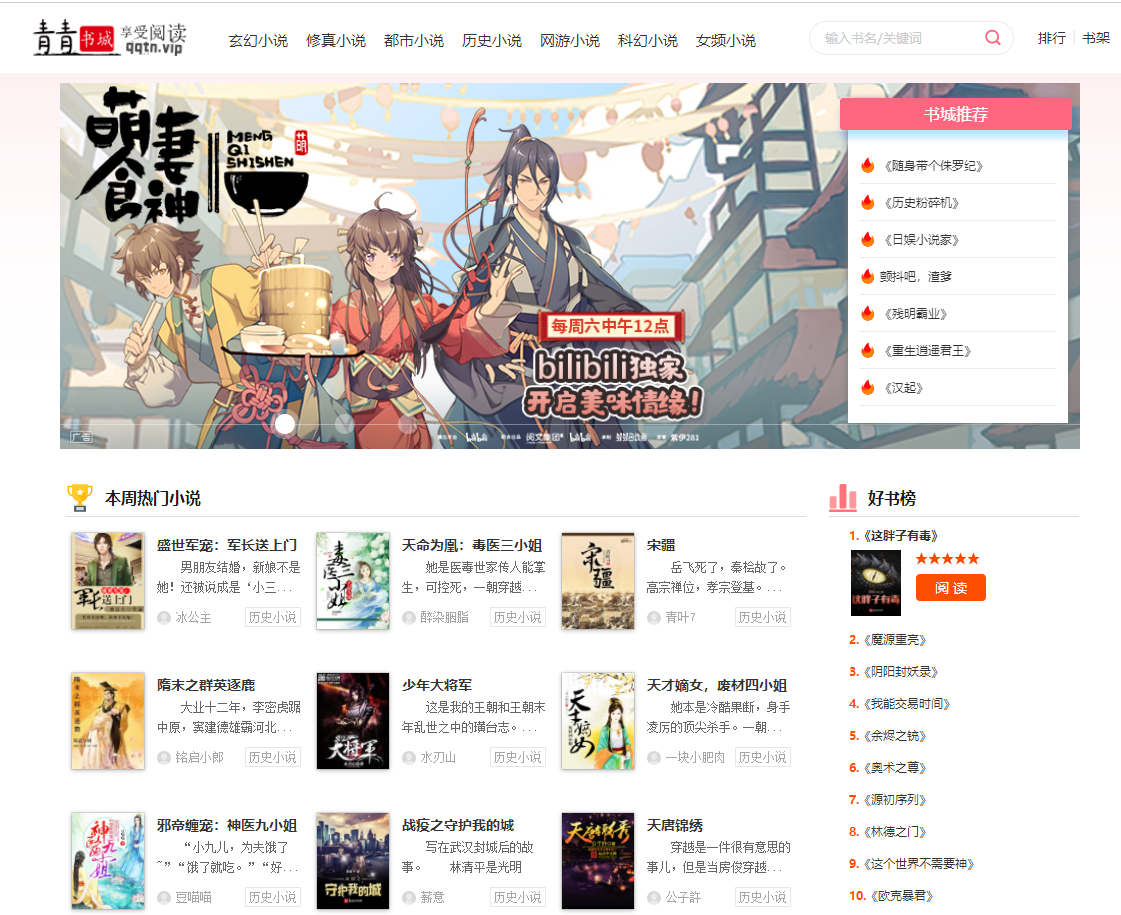 青青书城 享受阅读
qqtn.vip
玄幻小说 修真小说 都市小说 历史小说 网游小说 科幻小说 女频小说
输入书名/关键词
排行 书架
萌妻食神
MENG
QI
SHISHEN
萌
每周六中午12点
bilibili独家
开启美味情缘！
广告
书城推荐
《随身带个侏罗纪》
《历史粉碎机》
《日娱小说家》
颤抖吧，渣爹
《残明霸业》
《重生逍遥君王》
《汉起》
本周热门小说
盛世军宠：军长送上门
男朋友结婚，新娘不是
她！还被说成是‘小三...
冰公主 历史小说
天命为凰：毒医三小姐
她是医毒世家传人能掌
生，可控死，一朝穿越...
醉染胭脂 历史小说
宋疆
岳飞死了，秦桧故了。
高宗禅位，孝宗登基。...
青叶7 历史小说
隋末之群英逐鹿
大业十二年，李密虎踞
中原，窦建德雄霸河北...
铭启小郞 历史小说
少年大将军
这是我的王朝和王朝末
年乱世之中的璜台志。...
水刃山 历史小说
天才嫡女，废材四小姐
她本是冷酷果断，身手
凌厉的顶尖杀手。一朝...
一块小肥肉 历史小说
邪帝缠宠：神医九小姐
“小九儿，为夫饿了
~”“饿了就吃。”“好...
豆喵喵 历史小说
战疫之守护我的城
写在武汉封城后的故
事。 林清平是光明
薪意 历史小说
天唐锦绣
穿越是一件很有意思的
事儿，但是当房俊穿越...
公子許 历史小说
好书榜
1.《这胖子有毒》
阅 读
2.《魔源重亮》
3.《阴阳封妖录》
4.《我能交易时间》
5.《余烬之铳》
6.《奥术之尊》
7.《源初序列》
8.《林德之门》
9.《这个世界不需要神》
10.《欧克暴君》